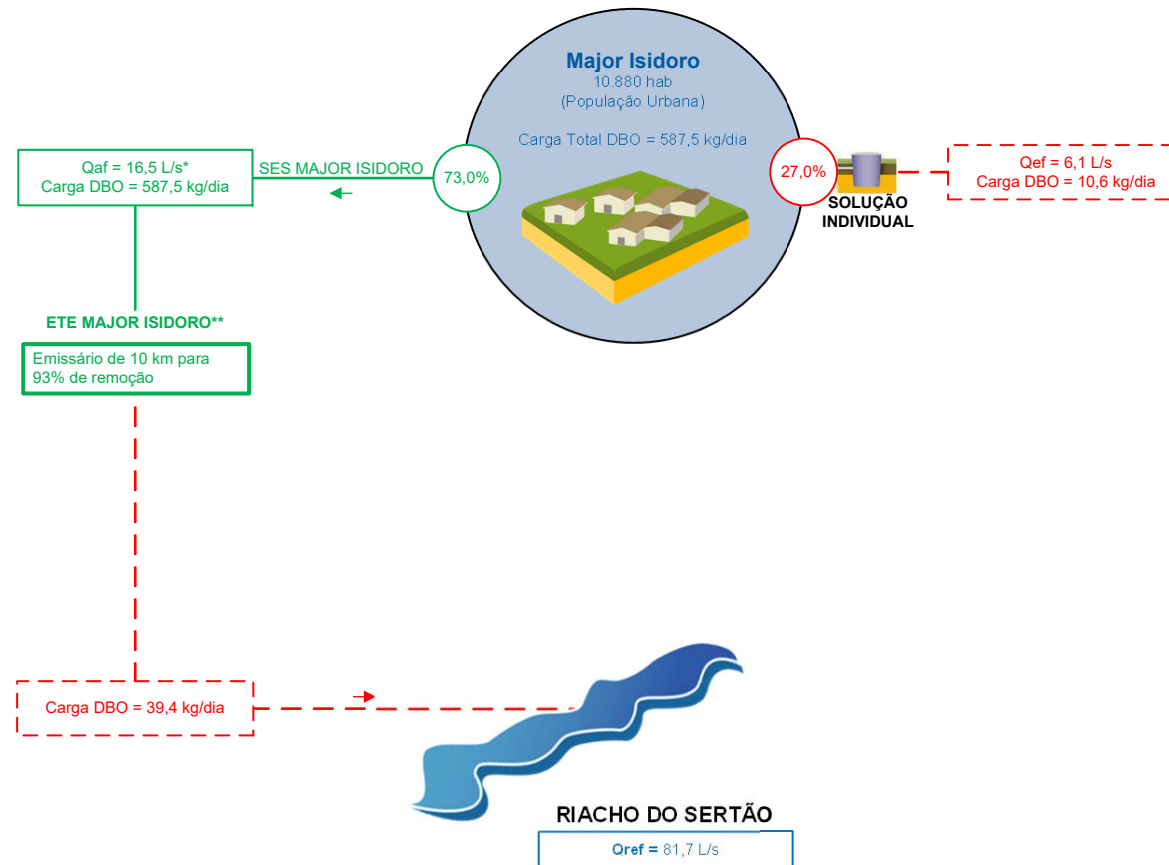 Major Isidoro
10.880 hab
(População Urbana)
Carga Total DBO = 587,5 kg/dia
Qaf = 16,5 L/s*
Carga DBO = 587,5 kg/dia
SES MAJOR ISIDORO
73,0%
27,0%
SOLUÇÃO
INDIVIDUAL
Qef = 6,1 L/s
Carga DBO = 10,6 kg/dia
ETE MAJOR ISIDORO**
Emissário de 10 km para
93% de remoção
Carga DBO = 39,4 kg/dia
RIACHO DO SERTÃO
Qref = 81,7 L/s